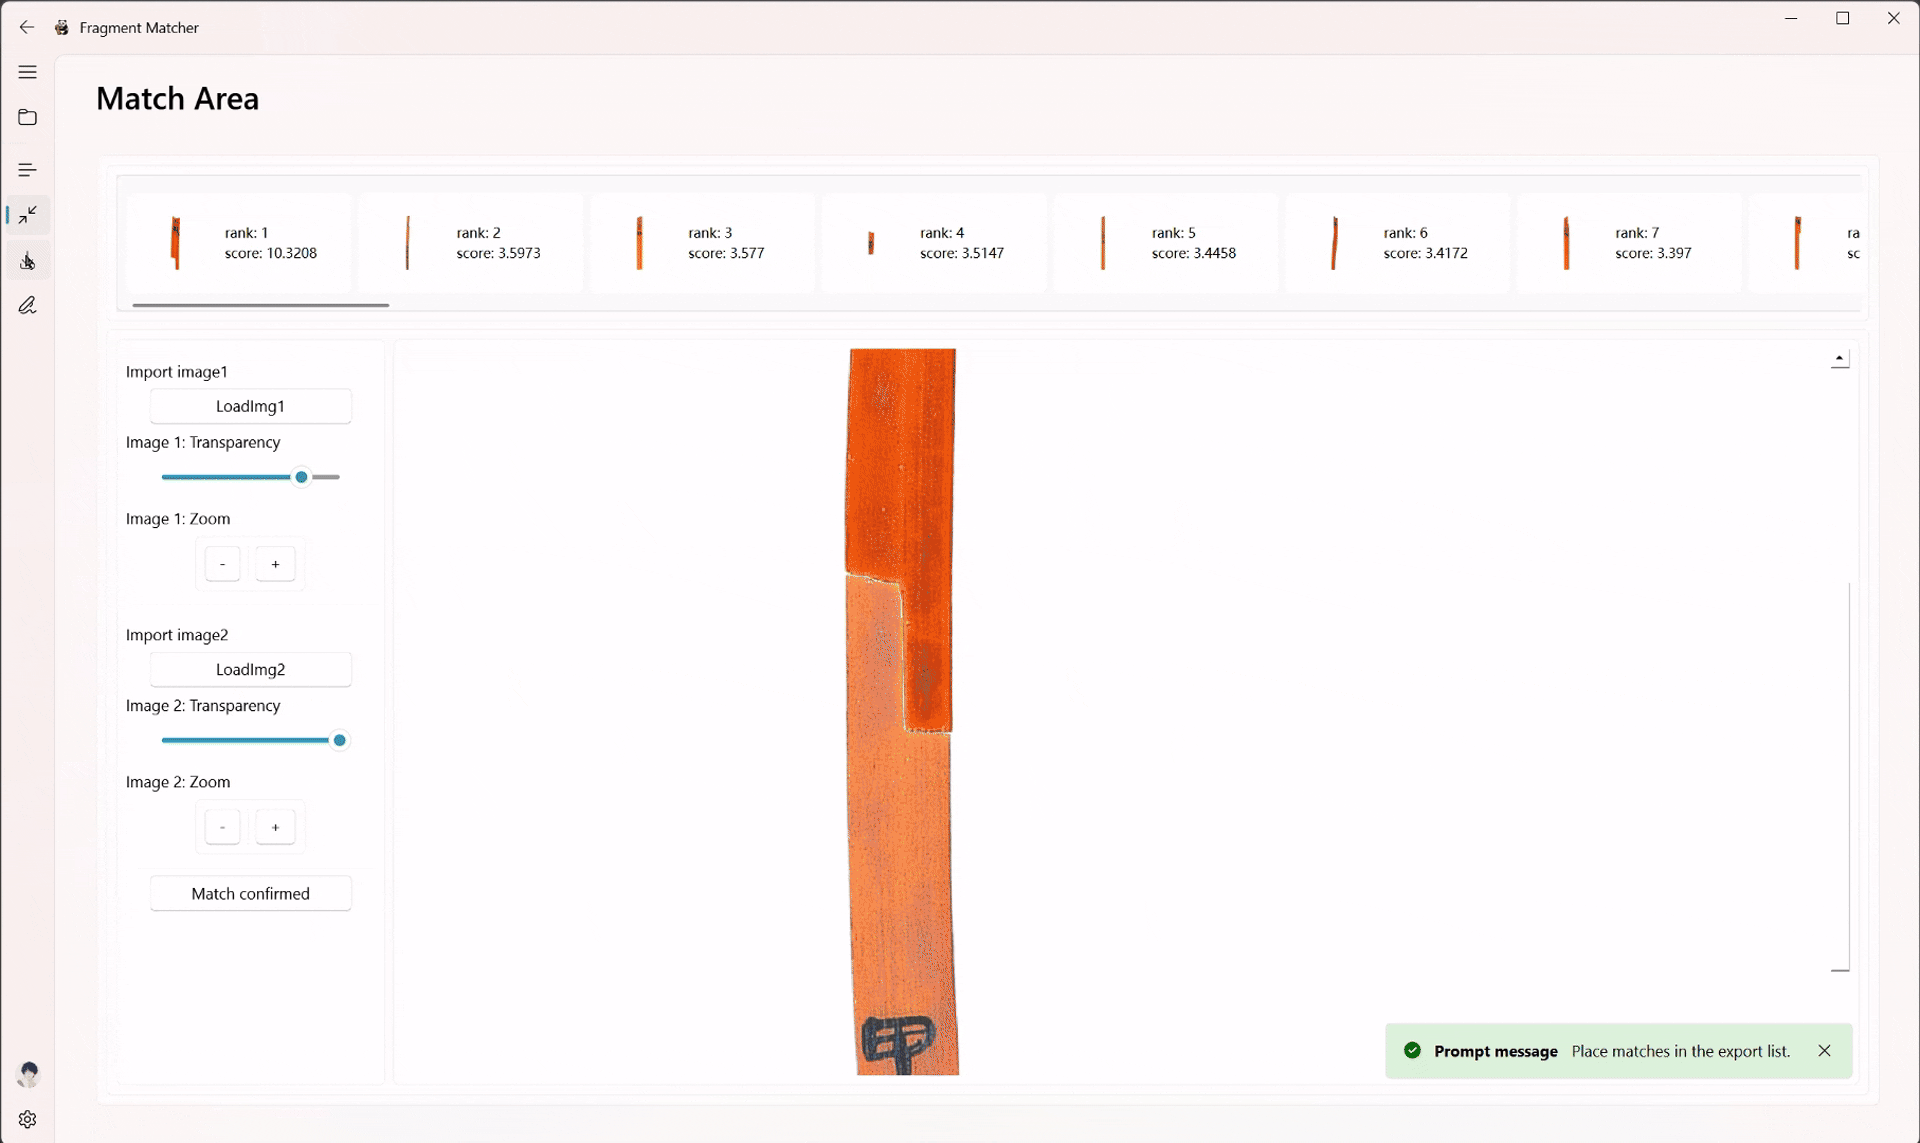 Fragment Matcher
Match Area
rank: 1
score: 10.3208
rank: 2
score: 3.5973
rank: 3
score: 3.577
rank: 4
score: 3.5147
rank: 5
score: 3.4458
rank: 6
score: 3.4172
rank: 7
score: 3.397
ra
sc
Import image1
LoadImg1
Image 1: Transparency
Image 1: Zoom
- +
Import image2
LoadImg2
Image 2: Transparency
Image 2: Zoom
- +
Match confirmed
Prompt message Place matches in the export list.